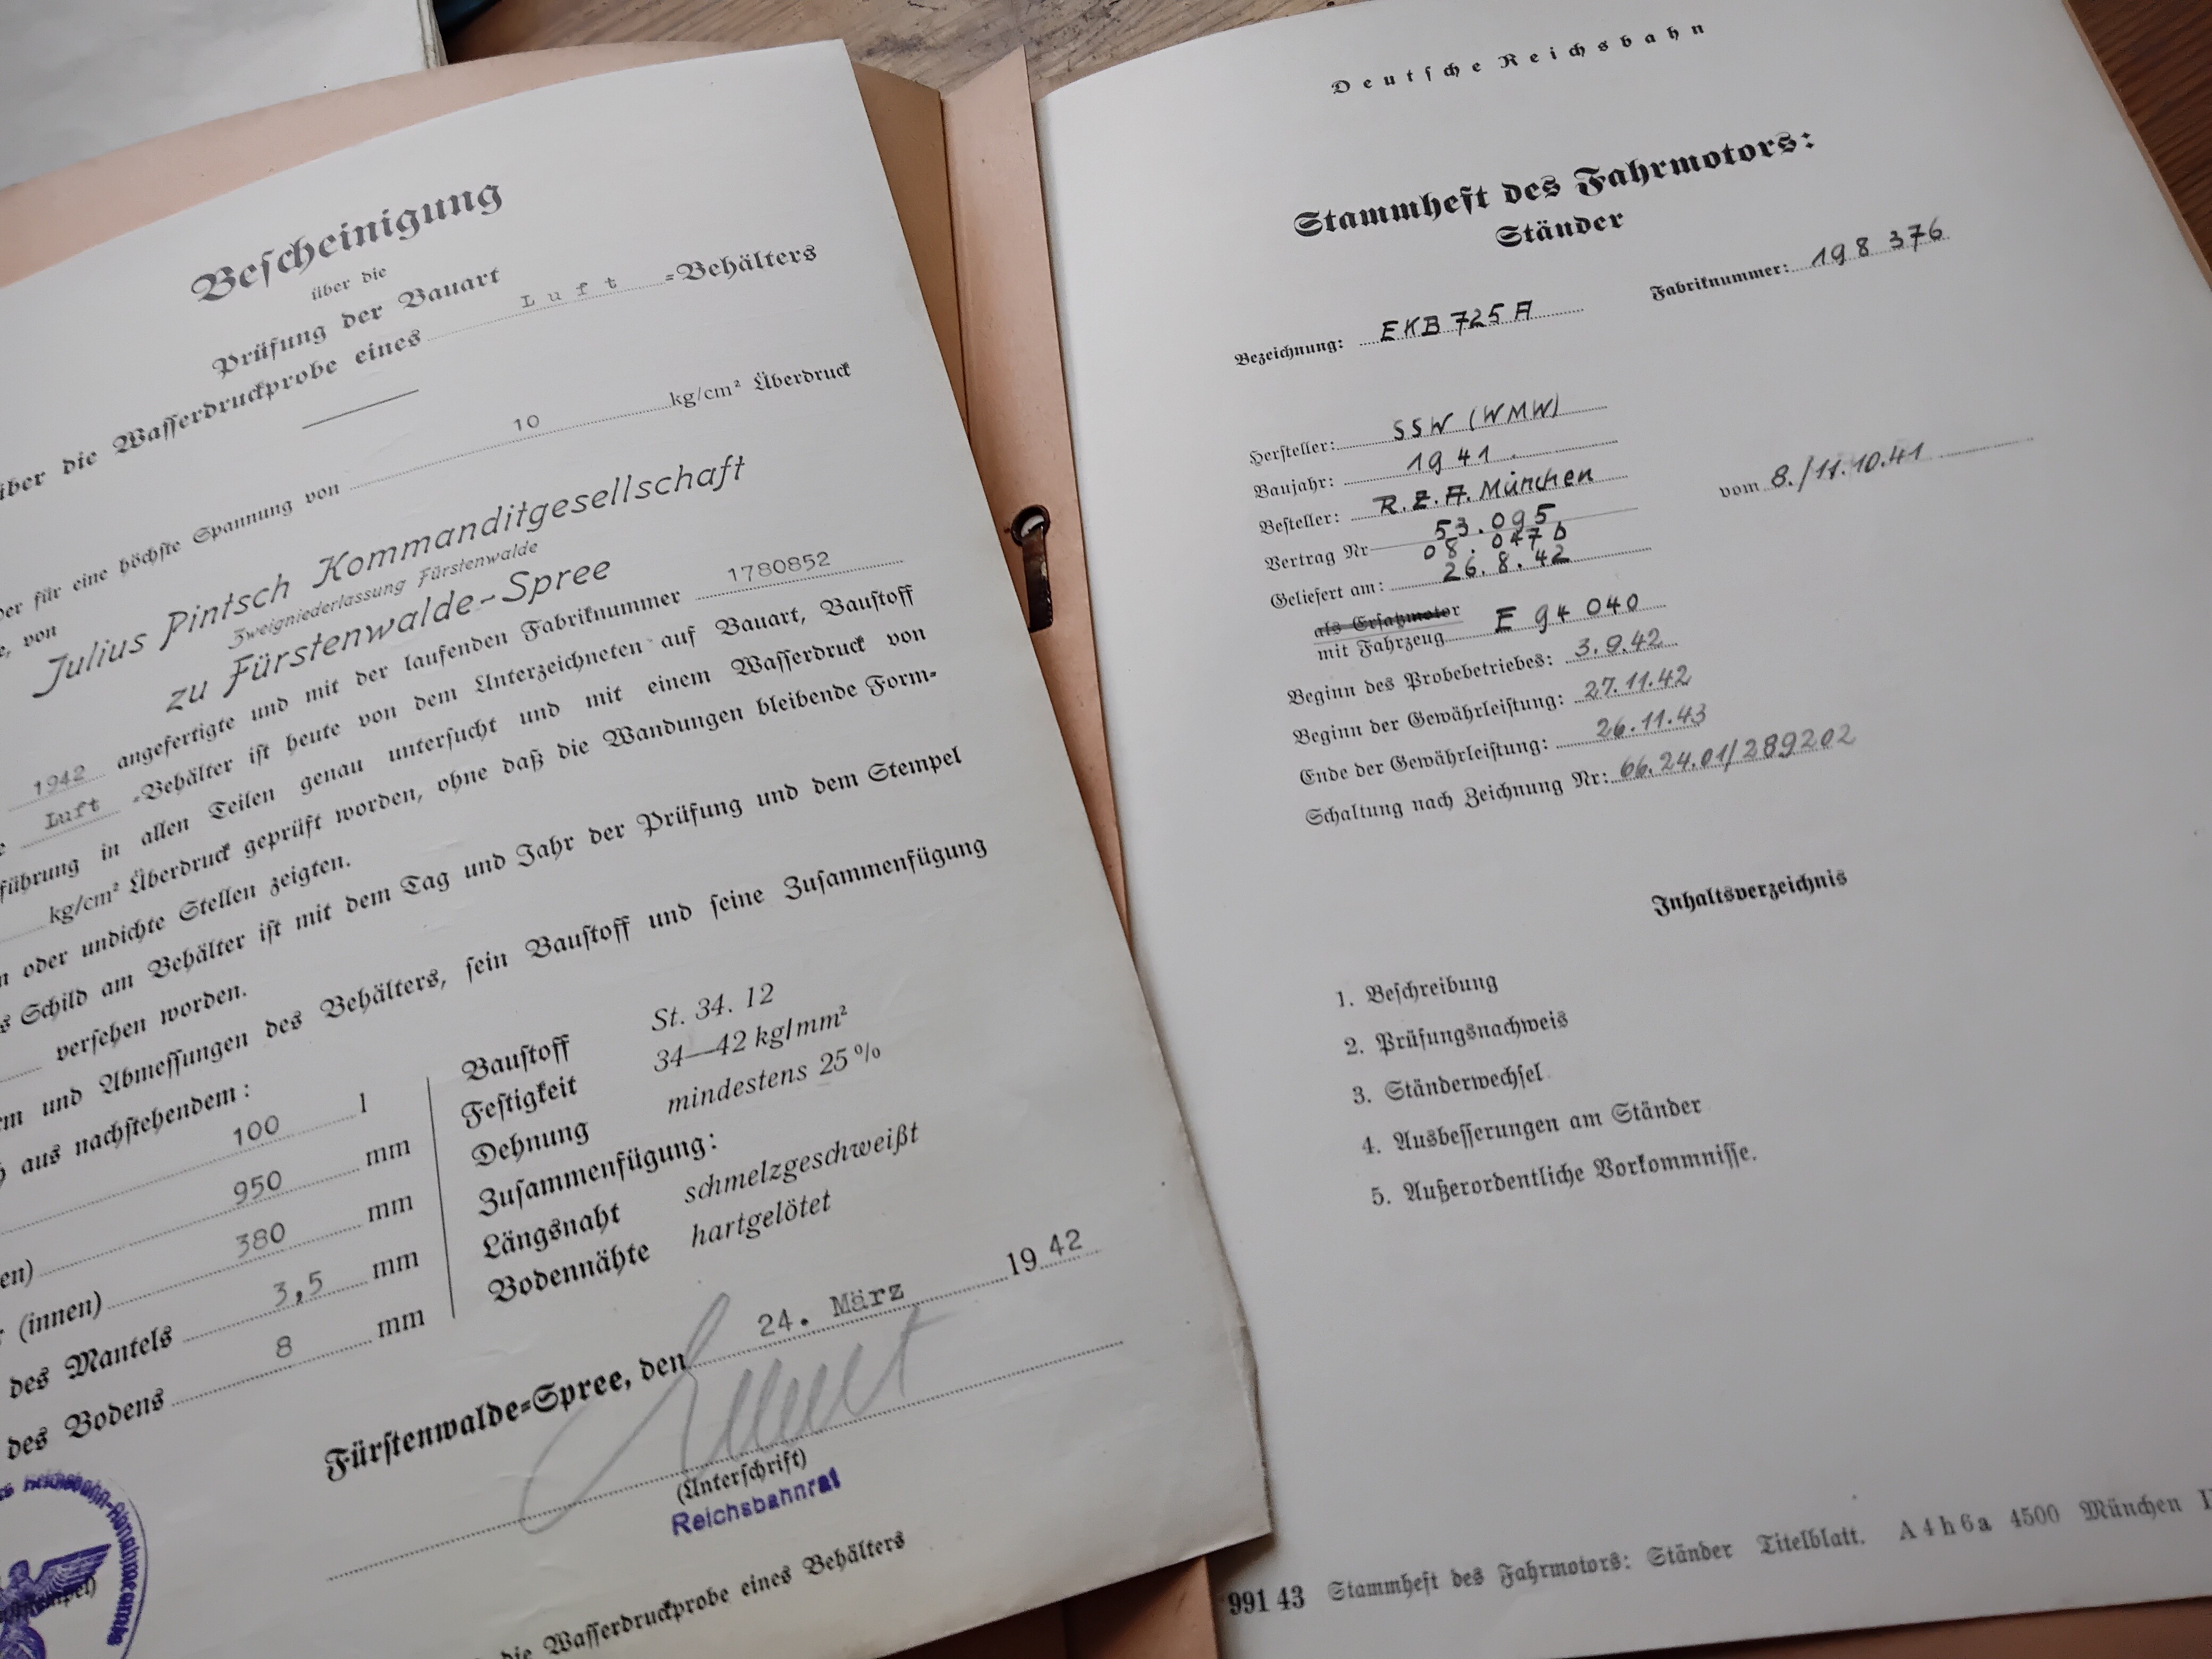 Bescheinigung
über die
Prüfung der Bauart
über die Wasserdruckprobe eines Luft =Behälters
für eine höchste Spannung von 10 kg/cm² Überdruck
von
Julius Pintsch Kommanditgesellschaft
Zweigniederlassung Fürstenwalde
zu Fürstenwalde-Spree
1942 angefertigte und mit der laufenden Fabriknummer 1780852
Luft =Behälter ist heute von dem Unterzeichneten auf Bauart, Baustoff
führung in allen Teilen genau untersucht und mit einem Wasserdruck von
kg/cm² Überdruck geprüft worden, ohne daß die Wandungen bleibende Form=
oder undichte Stellen zeigten.
Schild am Behälter ist mit dem Tag und Jahr der Prüfung und dem Stempel
versehen worden.
und Abmessungen des Behälters, sein Baustoff und seine Zusammenfügung
aus nachstehendem:
100 l
950 mm
380 mm
(innen) 3,5 mm
des Mantels 8 mm
des Bodens
Baustoff St. 34. 12
Festigkeit 34—42 kg/mm²
Dehnung mindestens 25 %
Zusammenfügung:
Längsnaht schmelzgeschweißt
Bodennähte hartgelötet
Fürstenwalde=Spree, den 24. März 1942
(Unterschrift)
Reichsbahnrat
Reichsbahn-Abnahmeamts
die Wasserdruckprobe eines Behälters
Deutsche Reichsbahn
Stammheft des Fahrmotors:
Ständer
Bezeichnung: EKB 725 A Fabriknummer: 198 376
Hersteller: SSW (WMW)
Baujahr: 1941.
Besteller: R.Z.A. München
Vertrag Nr 53.095 vom 8./11.10.41
08.047 b
Geliefert am: 26.8.42
als Ersatzmotor
mit Fahrzeug E 94 040
Beginn des Probebetriebes: 3.9.42
Beginn der Gewährleistung: 27.11.42
Ende der Gewährleistung: 26.11.43
Schaltung nach Zeichnung Nr: 66.24.01/289202
Inhaltsverzeichnis
1. Beschreibung
2. Prüfungsnachweis
3. Ständerwechsel
4. Ausbesserungen am Ständer
5. Außerordentliche Vorkommnisse.
991 43 Stammheft des Fahrmotors: Ständer Titelblatt. A 4 h 6 a 4500 München